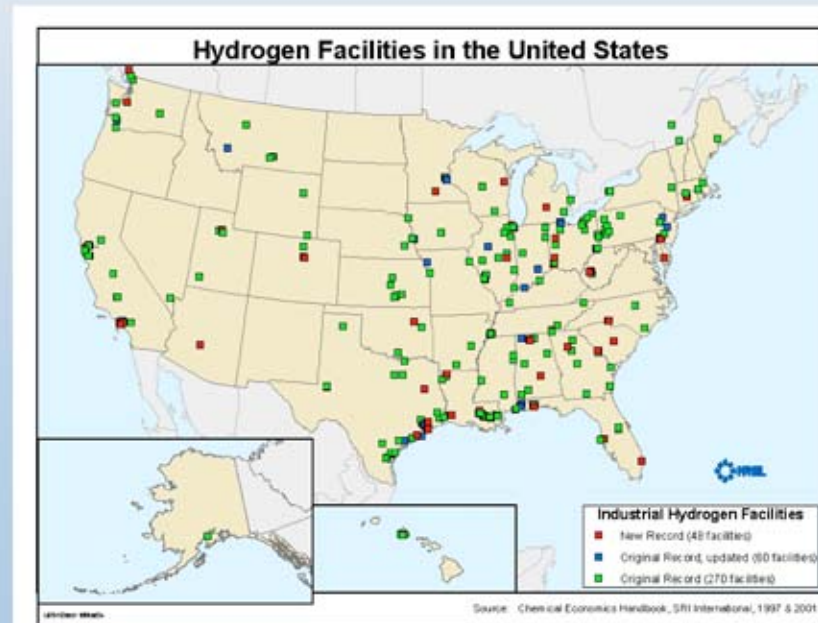 Hydrogen Facilities in the United States
NREL
Industrial Hydrogen Facilities
New Record (48 facilities)
Original Record, updated (60 facilities)
Original Record (270 facilities)
Source: Chemical Economics Handbook, SRI International, 1997 & 2001